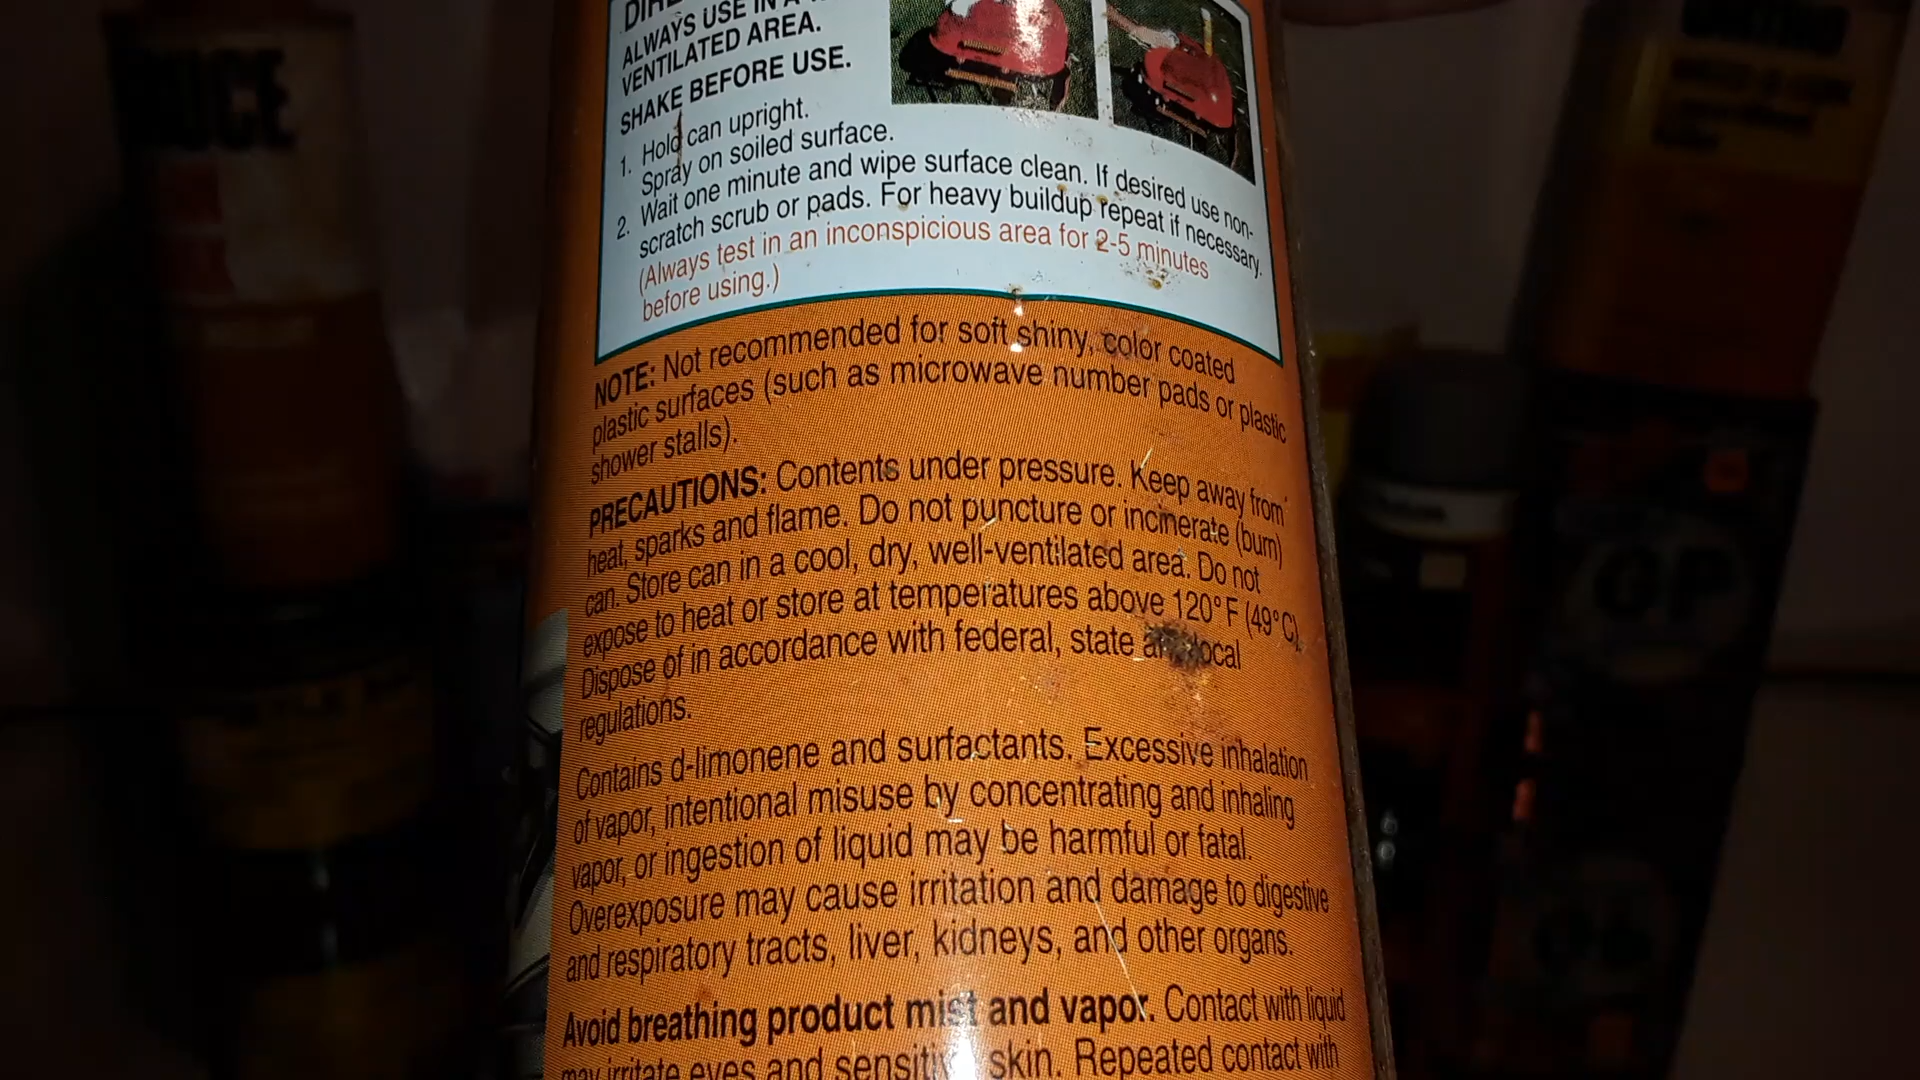 ALWAYS USE IN A
VENTILATED AREA.
SHAKE BEFORE USE.
1. Hold can upright.
Spray on soiled surface.
2. Wait one minute and wipe surface clean. If desired use non-
scratch scrub or pads. For heavy buildup repeat if necessary.
(Always test in an inconspicious area for 2-5 minutes
before using.)
NOTE: Not recommended for soft shiny, color coated
plastic surfaces (such as microwave number pads or plastic
shower stalls).
PRECAUTIONS: Contents under pressure. Keep away from
heat, sparks and flame. Do not puncture or incinerate (burn)
can. Store can in a cool, dry, well-ventilated area. Do not
expose to heat or store at temperatures above 120°F (49°C).
Dispose of in accordance with federal, state and local
regulations.
Contains d-limonene and surfactants. Excessive inhalation
of vapor, intentional misuse by concentrating and inhaling
vapor, or ingestion of liquid may be harmful or fatal.
Overexposure may cause irritation and damage to digestive
and respiratory tracts, liver, kidneys, and other organs.
Avoid breathing product mist and vapor. Contact with liquid
may irritate eyes and sensitive skin. Repeated contact with